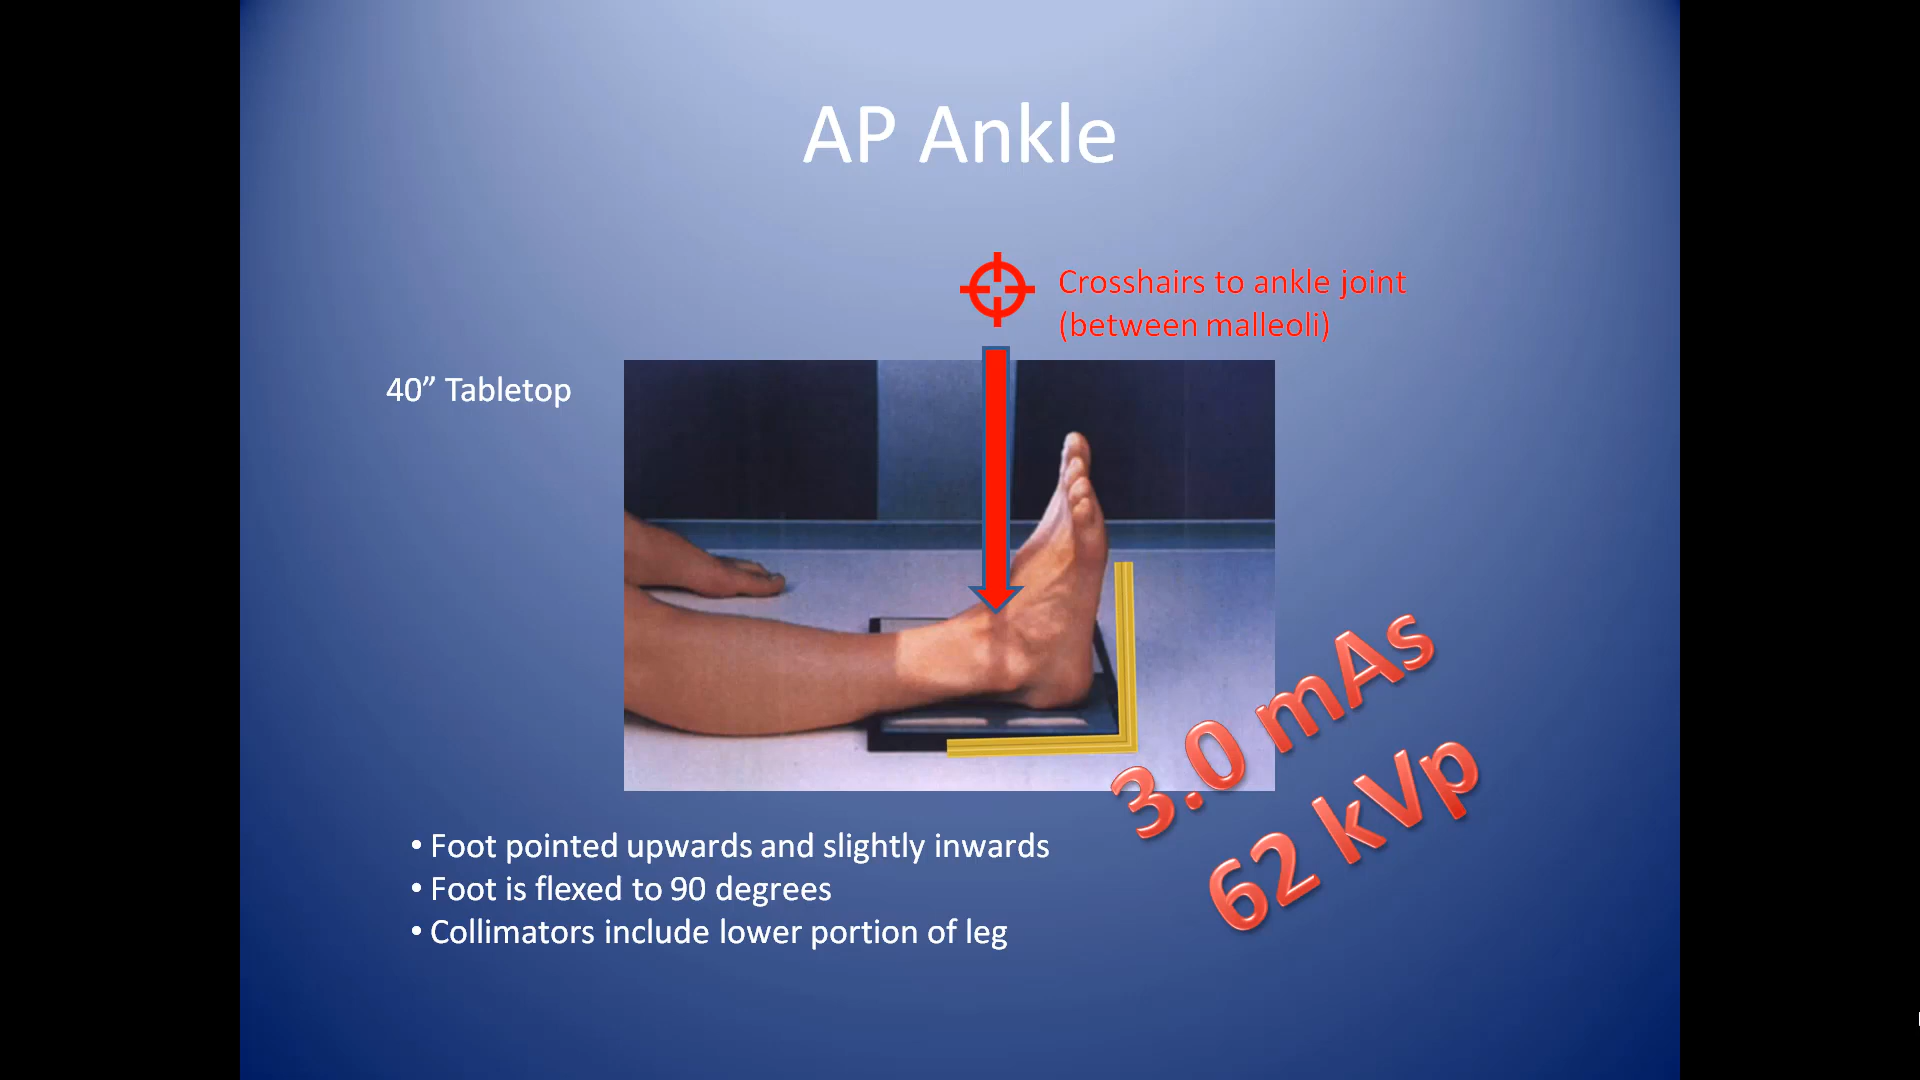 AP Ankle
Crosshairs to ankle joint
(between malleoli)
40” Tabletop
3.0 mAs
62 kVp
• Foot pointed upwards and slightly inwards
• Foot is flexed to 90 degrees
• Collimators include lower portion of leg